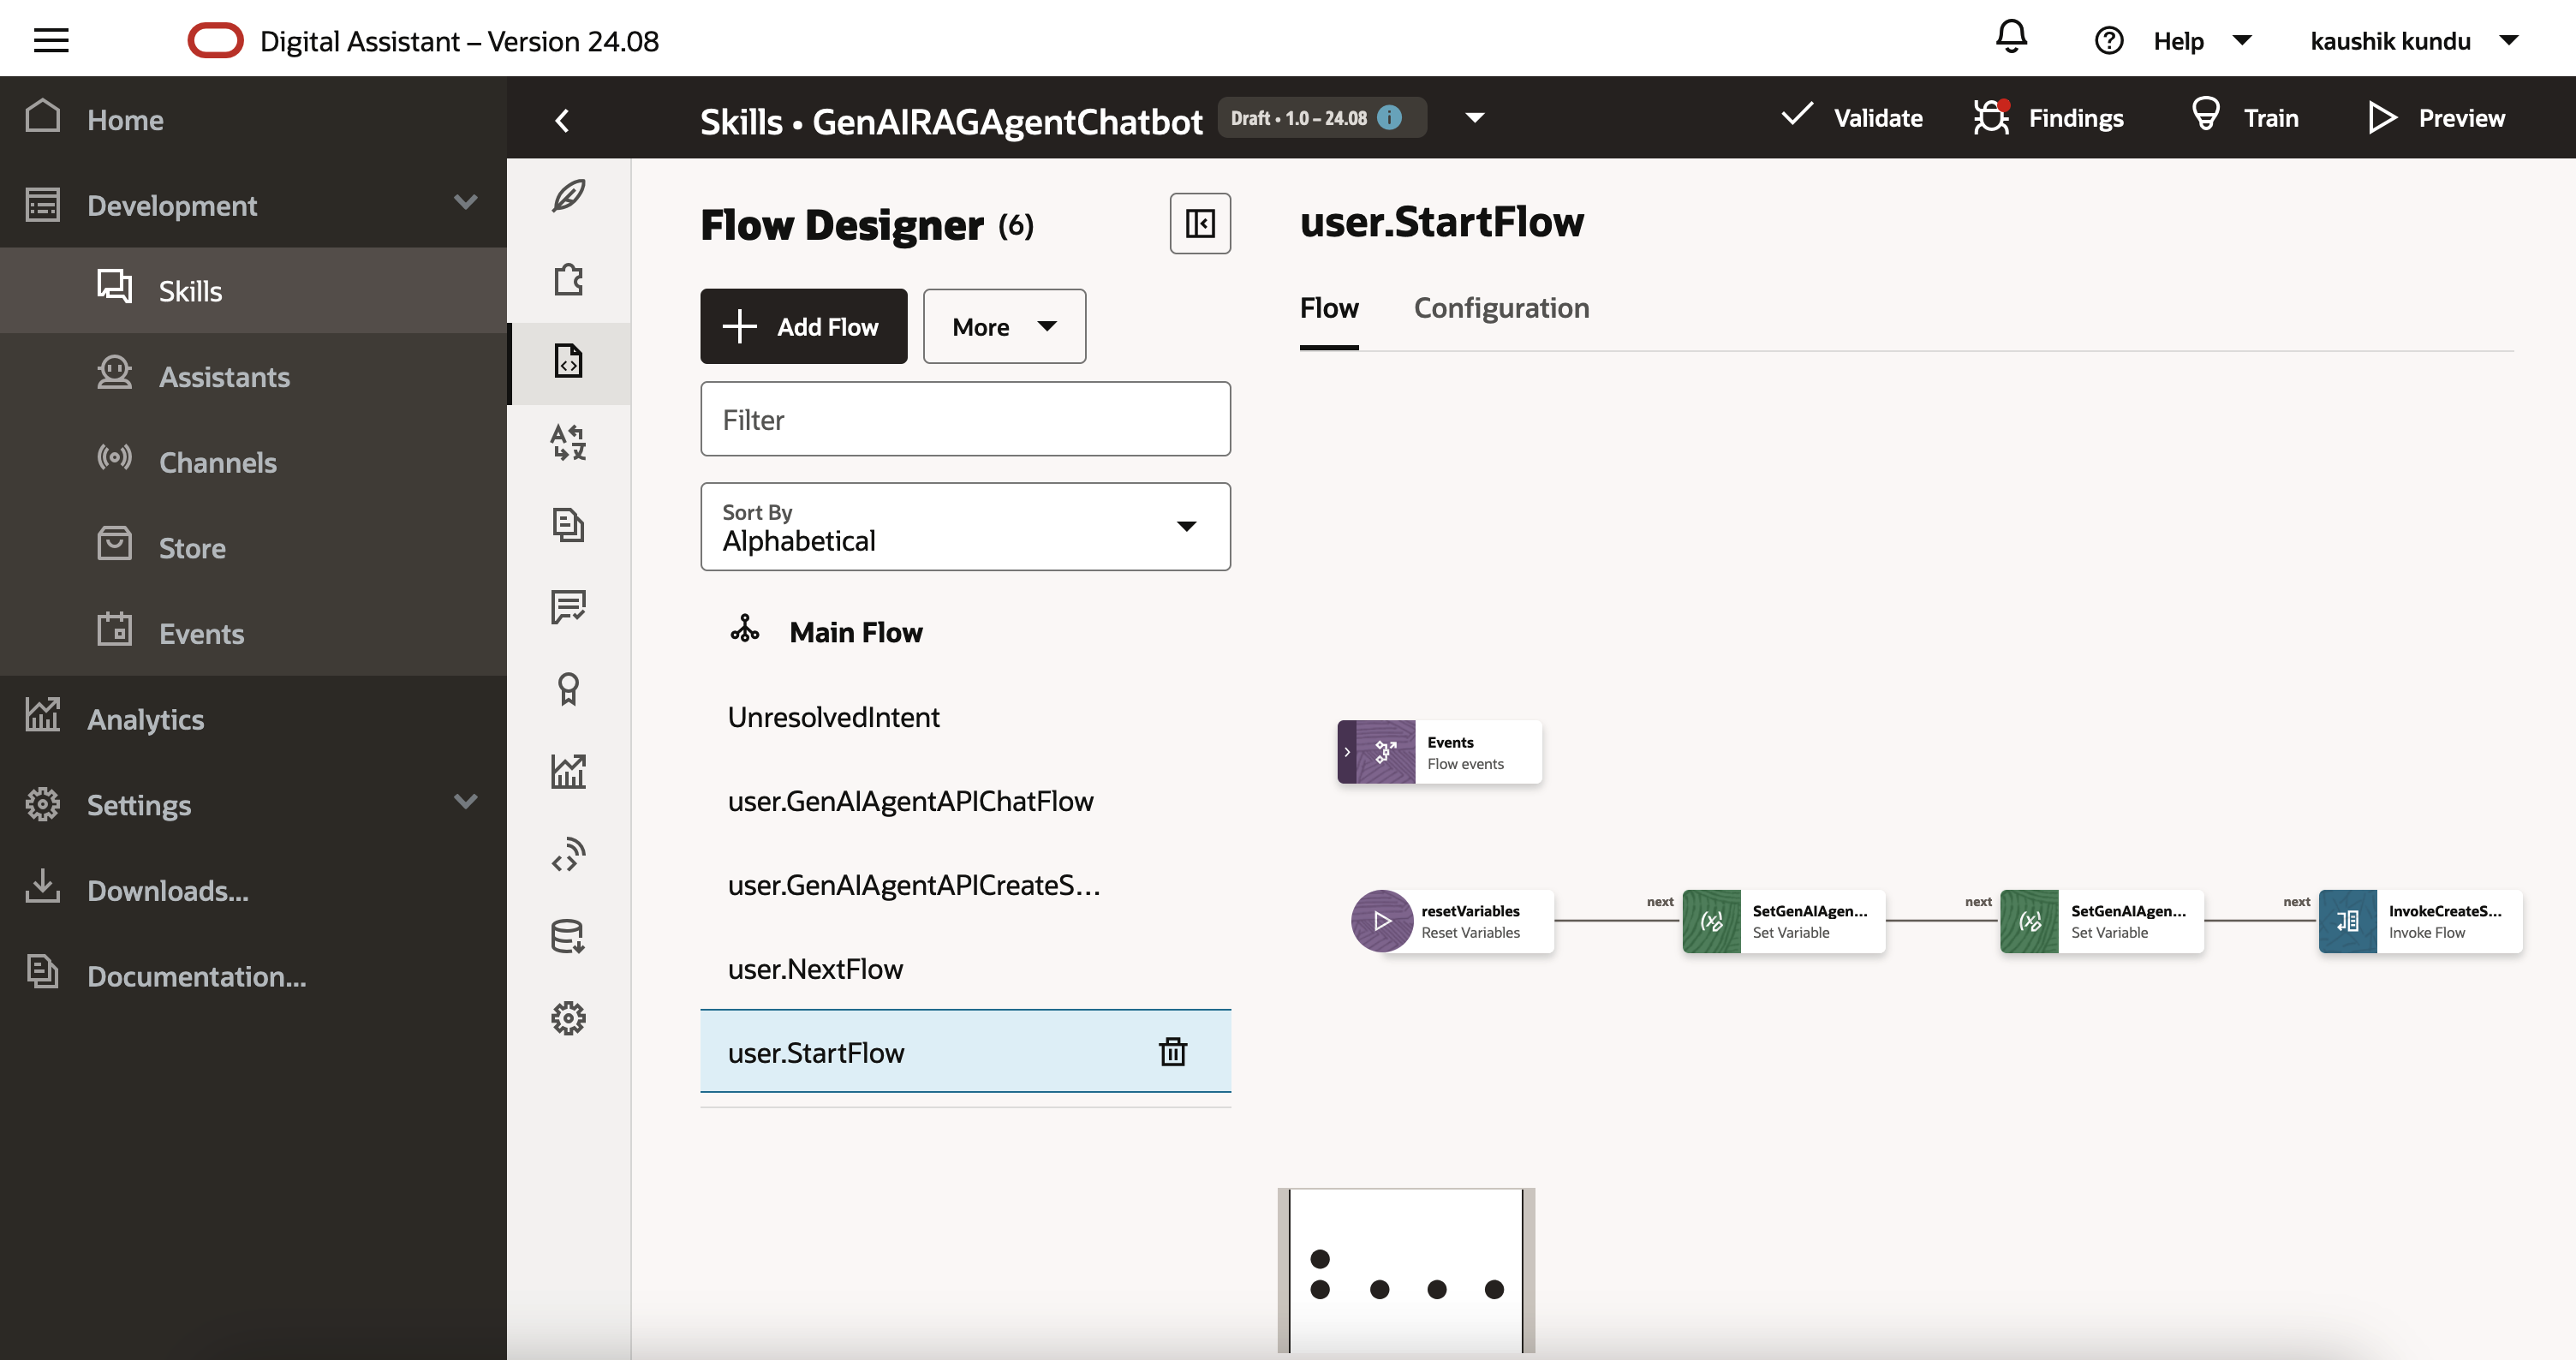 Digital Assistant – Version 24.08
Help
kaushik kundu
Home
Development
Skills
Assistants
Channels
Store
Events
Analytics
Settings
Downloads...
Documentation...
Skills • GenAIRAGAgentChatbot
Draft • 1.0 – 24.08
Validate
Findings
Train
Preview
Flow Designer (6)
Add Flow
More
Filter
Sort By
Alphabetical
Main Flow
UnresolvedIntent
user.GenAIAgentAPIChatFlow
user.GenAIAgentAPICreateS...
user.NextFlow
user.StartFlow
user.StartFlow
Flow
Configuration
Events
Flow events
resetVariables
Reset Variables
next
SetGenAIAgen...
Set Variable
next
SetGenAIAgen...
Set Variable
next
InvokeCreateS...
Invoke Flow